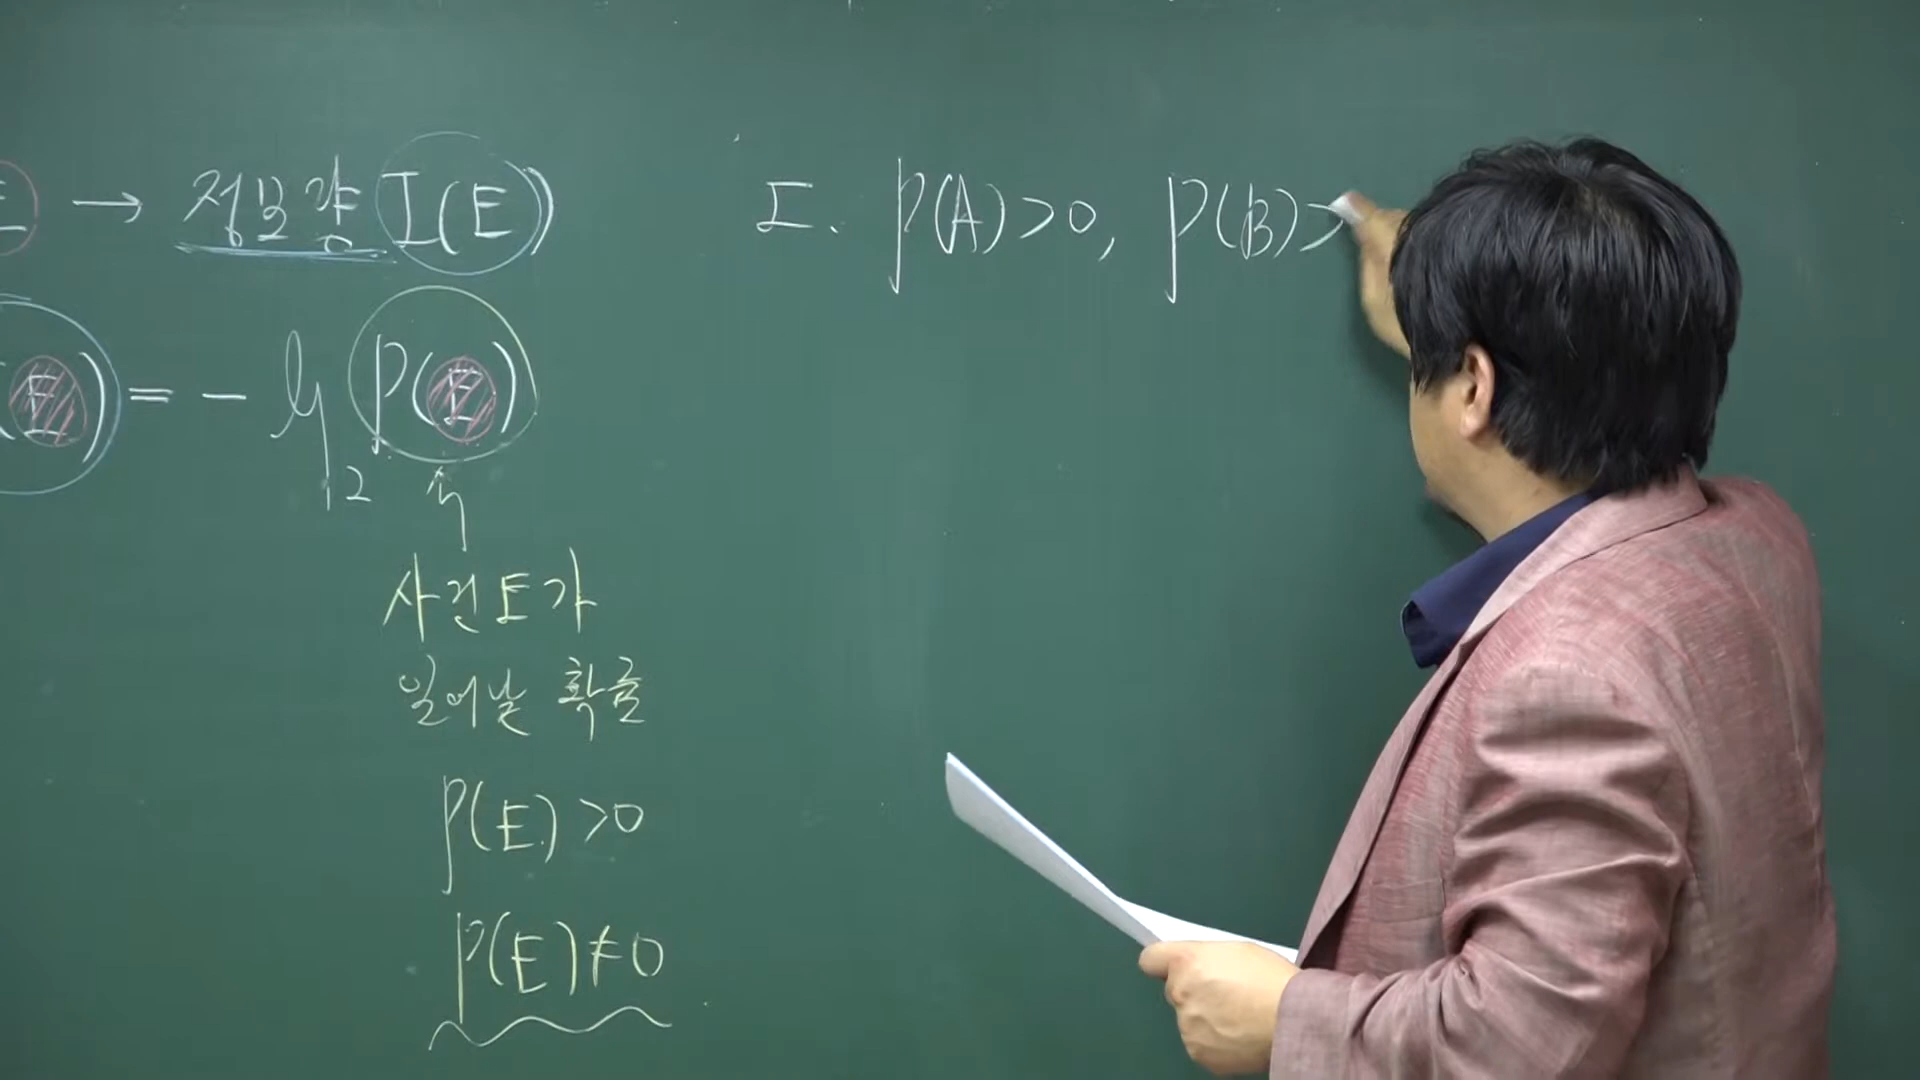 E → 정보량 I(E)
(E) = - log₂ P(E)
사건 E가
일어날 확률
P(E) >0
P(E) ≠ 0
I. P(A)>0, P(B)>